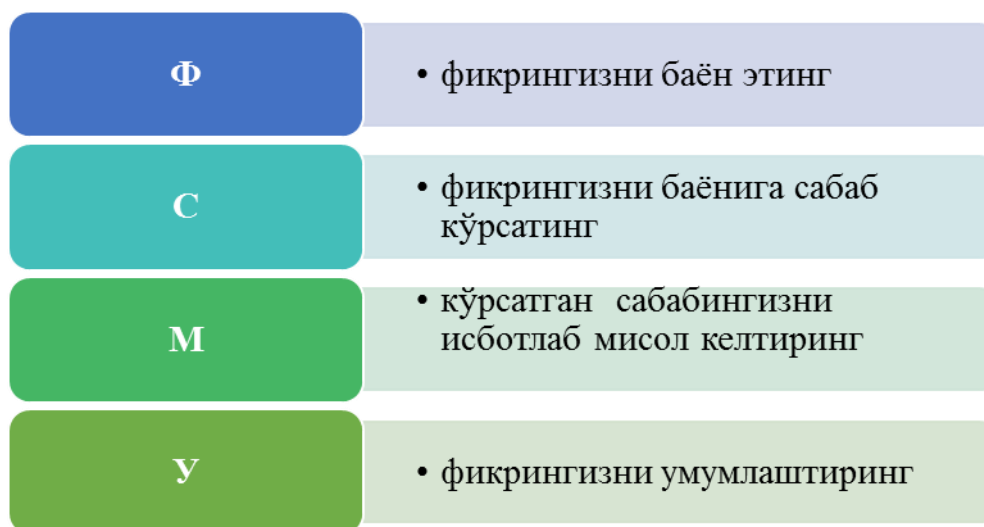 Ф
• фикрингизни баён этинг
С
• фикрингизни баёнига сабаб
кўрсатинг
М
• кўрсатган сабабингизни
исботлаб мисол келтиринг
У
• фикрингизни умумлаштиринг